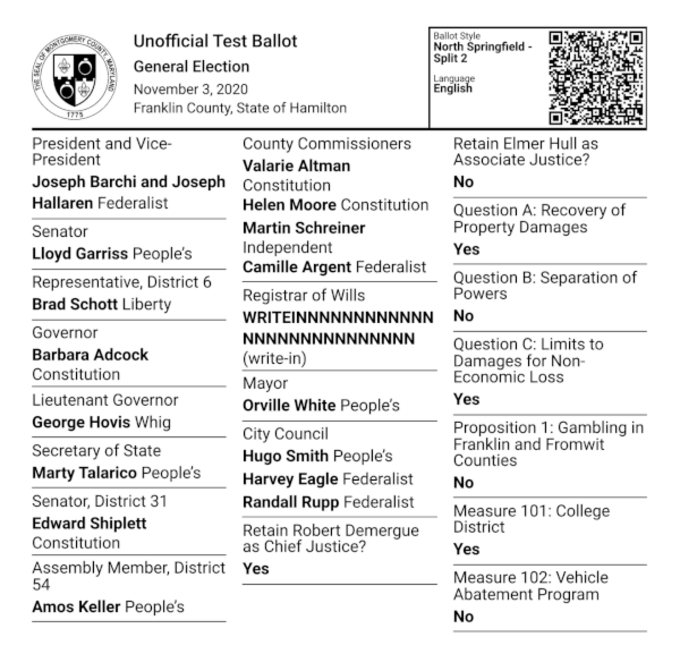 THE SEAL OF MONTGOMERY COUNTY, MARYLAND
1775
Unofficial Test Ballot
General Election
November 3, 2020
Franklin County, State of Hamilton
Ballot Style
North Springfield -
Split 2
Language
English
President and Vice-
President
Joseph Barchi and Joseph
Hallaren Federalist
Senator
Lloyd Garriss People's
Representative, District 6
Brad Schott Liberty
Governor
Barbara Adcock
Constitution
Lieutenant Governor
George Hovis Whig
Secretary of State
Marty Talarico People's
Senator, District 31
Edward Shiplett
Constitution
Assembly Member, District
54
Amos Keller People's
County Commissioners
Valarie Altman
Constitution
Helen Moore Constitution
Martin Schreiner
Independent
Camille Argent Federalist
Registrar of Wills
WRITEINNNNNNNNNNNN
NNNNNNNNNNNNNNN
(write-in)
Mayor
Orville White People's
City Council
Hugo Smith People's
Harvey Eagle Federalist
Randall Rupp Federalist
Retain Robert Demergue
as Chief Justice?
Yes
Retain Elmer Hull as
Associate Justice?
No
Question A: Recovery of
Property Damages
Yes
Question B: Separation of
Powers
No
Question C: Limits to
Damages for Non-
Economic Loss
Yes
Proposition 1: Gambling in
Franklin and Fromwit
Counties
No
Measure 101: College
District
Yes
Measure 102: Vehicle
Abatement Program
No